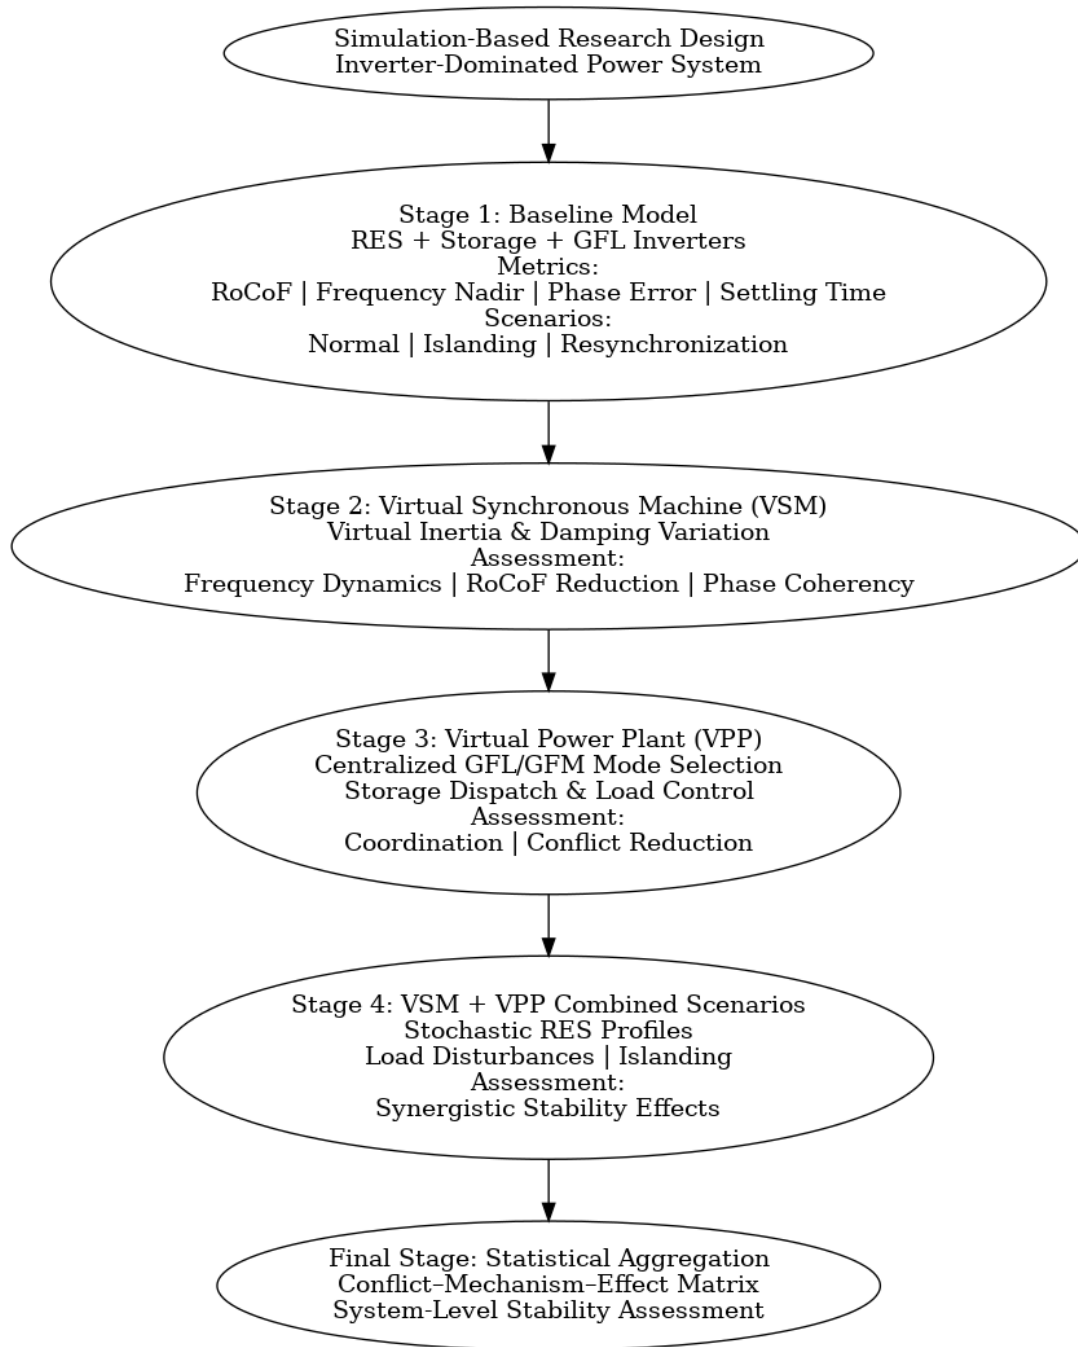 Simulation-Based Research Design
Inverter-Dominated Power System
Stage 1: Baseline Model
RES + Storage + GFL Inverters
Metrics:
RoCoF | Frequency Nadir | Phase Error | Settling Time
Scenarios:
Normal | Islanding | Resynchronization
Stage 2: Virtual Synchronous Machine (VSM)
Virtual Inertia & Damping Variation
Assessment:
Frequency Dynamics | RoCoF Reduction | Phase Coherency
Stage 3: Virtual Power Plant (VPP)
Centralized GFL/GFM Mode Selection
Storage Dispatch & Load Control
Assessment:
Coordination | Conflict Reduction
Stage 4: VSM + VPP Combined Scenarios
Stochastic RES Profiles
Load Disturbances | Islanding
Assessment:
Synergistic Stability Effects
Final Stage: Statistical Aggregation
Conflict–Mechanism–Effect Matrix
System-Level Stability Assessment